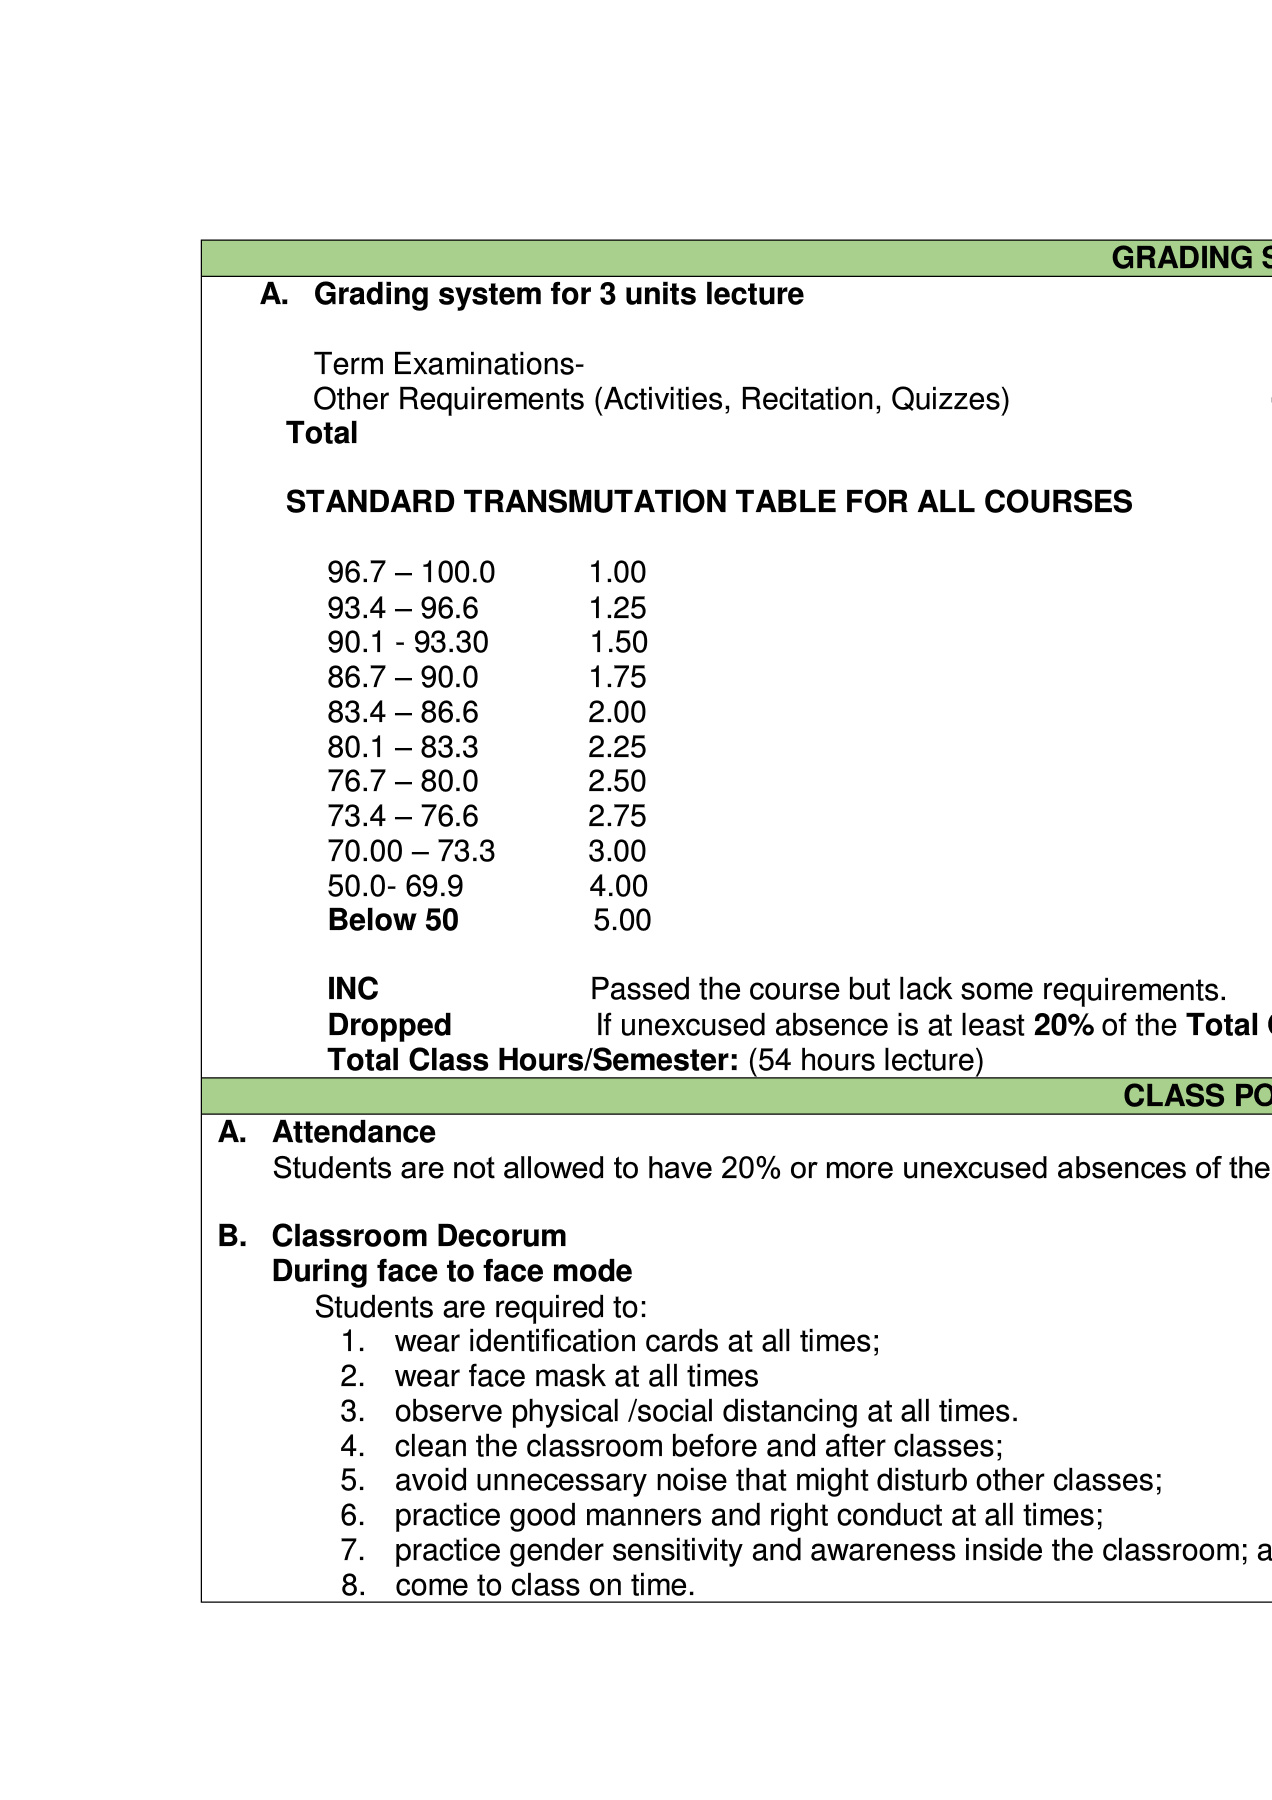 GRADING
A. Grading system for 3 units lecture
Term Examinations-
Other Requirements (Activities, Recitation, Quizzes)
Total
STANDARD TRANSMUTATION TABLE FOR ALL COURSES
96.7 – 100.0 1.00
93.4 – 96.6 1.25
90.1 - 93.30 1.50
86.7 – 90.0 1.75
83.4 – 86.6 2.00
80.1 – 83.3 2.25
76.7 – 80.0 2.50
73.4 – 76.6 2.75
70.00 – 73.3 3.00
50.0- 69.9 4.00
Below 50 5.00
INC Passed the course but lack some requirements.
Dropped If unexcused absence is at least 20% of the Total
Total Class Hours/Semester: (54 hours lecture)
CLASS PO
A. Attendance
Students are not allowed to have 20% or more unexcused absences of the
B. Classroom Decorum
During face to face mode
Students are required to:
1. wear identification cards at all times;
2. wear face mask at all times
3. observe physical /social distancing at all times.
4. clean the classroom before and after classes;
5. avoid unnecessary noise that might disturb other classes;
6. practice good manners and right conduct at all times;
7. practice gender sensitivity and awareness inside the classroom; a
8. come to class on time.